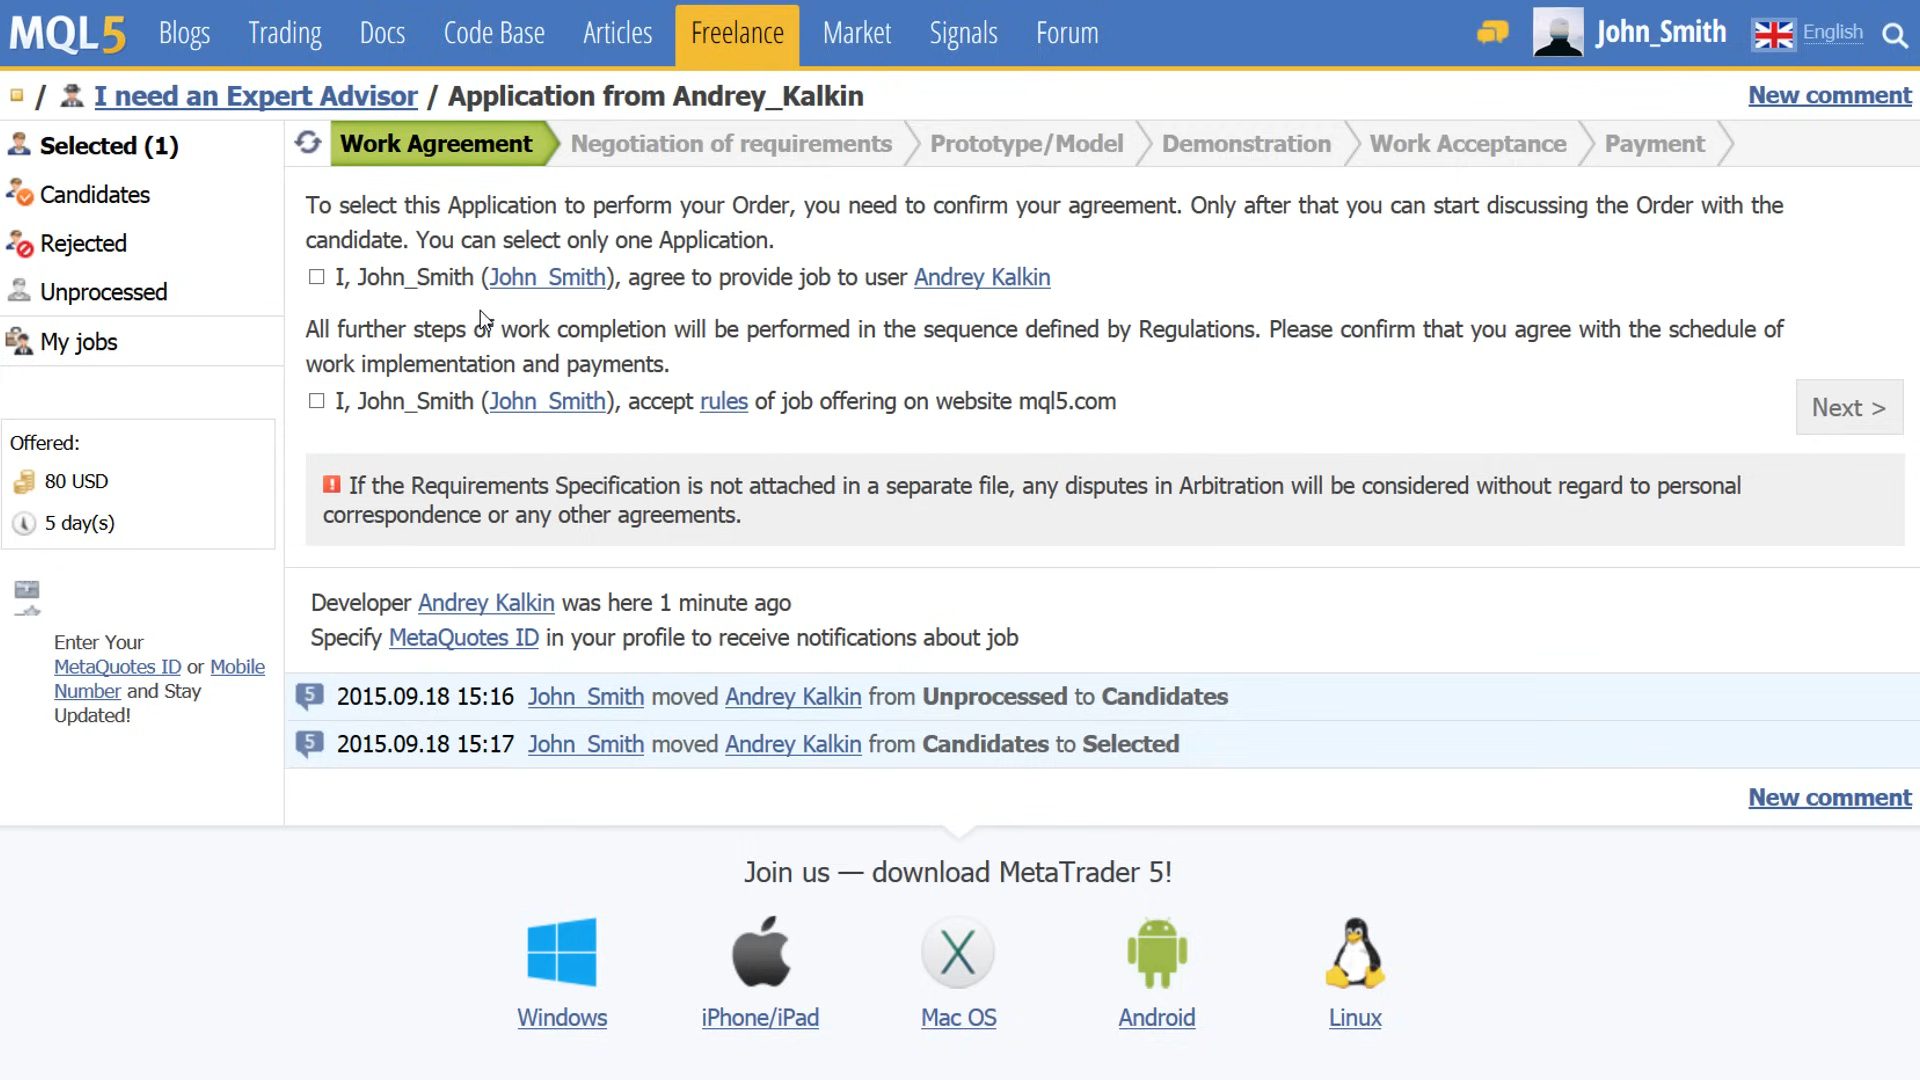 MQL5 Blogs Trading Docs Code Base Articles Freelance Market Signals Forum John_Smith English
/ I need an Expert Advisor / Application from Andrey_Kalkin New comment
Selected (1)
Candidates
Rejected
Unprocessed
My jobs
Offered:
80 USD
5 day(s)
Enter Your
MetaQuotes ID or Mobile
Number and Stay
Updated!
Work Agreement Negotiation of requirements Prototype/Model Demonstration Work Acceptance Payment
To select this Application to perform your Order, you need to confirm your agreement. Only after that you can start discussing the Order with the
candidate. You can select only one Application.
I, John_Smith (John_Smith), agree to provide job to user Andrey Kalkin
All further steps of work completion will be performed in the sequence defined by Regulations. Please confirm that you agree with the schedule of
work implementation and payments.
I, John_Smith (John_Smith), accept rules of job offering on website mql5.com
Next >
If the Requirements Specification is not attached in a separate file, any disputes in Arbitration will be considered without regard to personal
correspondence or any other agreements.
Developer Andrey Kalkin was here 1 minute ago
Specify MetaQuotes ID in your profile to receive notifications about job
5 2015.09.18 15:16 John_Smith moved Andrey Kalkin from Unprocessed to Candidates
5 2015.09.18 15:17 John_Smith moved Andrey Kalkin from Candidates to Selected
New comment
Join us — download MetaTrader 5!
Windows iPhone/iPad Mac OS Android Linux